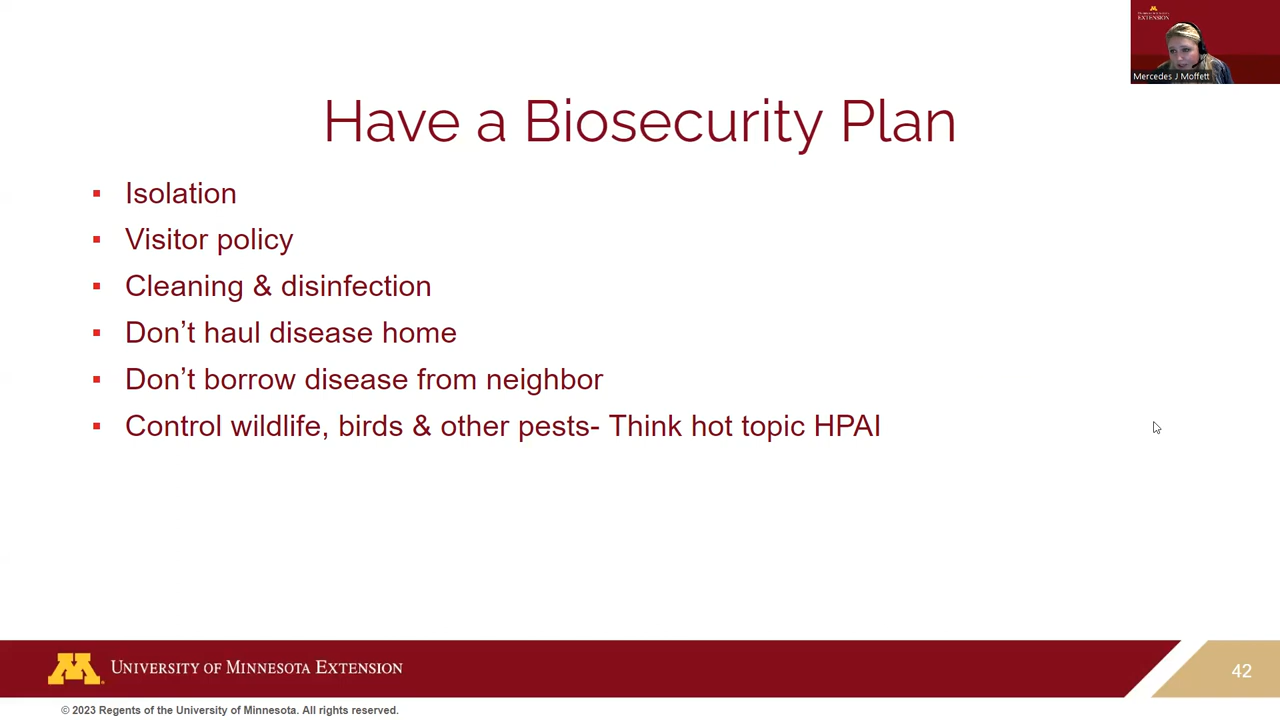 EXTENSION
Mercedes J Moffett
Have a Biosecurity Plan
▪ Isolation
▪ Visitor policy
▪ Cleaning & disinfection
▪ Don’t haul disease home
▪ Don’t borrow disease from neighbor
▪ Control wildlife, birds & other pests- Think hot topic HPAI
UNIVERSITY OF MINNESOTA EXTENSION
42
© 2023 Regents of the University of Minnesota. All rights reserved.